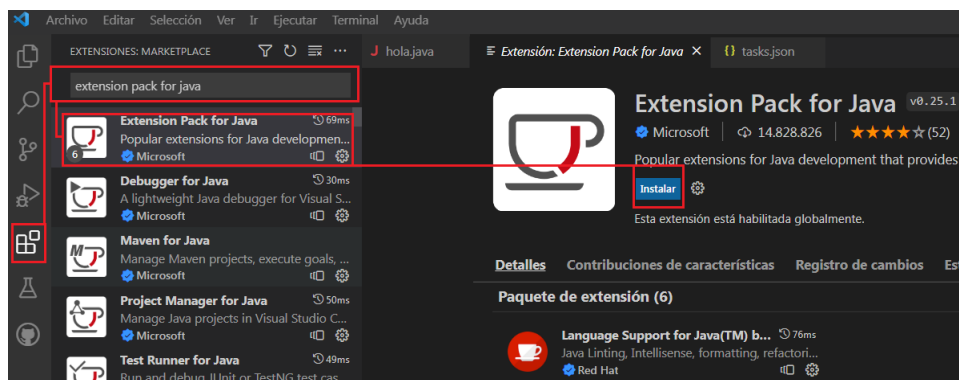 Archivo Editar Selección Ver Ir Ejecutar Terminal Ayuda
EXTENSIONES: MARKETPLACE
extension pack for java
Extension Pack for Java 69ms
Popular extensions for Java developmen...
Microsoft
6
Debugger for Java 30ms
A lightweight Java debugger for Visual S...
Microsoft
Maven for Java
Manage Maven projects, execute goals, ...
Microsoft
Project Manager for Java 50ms
Manage Java projects in Visual Studio C...
Microsoft
Test Runner for Java 49ms
Run and debug JUnit or TestNG test cas...
J hola.java
Extensión: Extension Pack for Java
{} tasks.json
Extension Pack for Java v0.25.1
Microsoft 14.828.826 (52)
Popular extensions for Java development that provides
Instalar
Esta extensión está habilitada globalmente.
Detalles Contribuciones de características Registro de cambios Es
Paquete de extensión (6)
Language Support for Java(TM) b... 76ms
Java Linting, Intellisense, formatting, refactori...
Red Hat